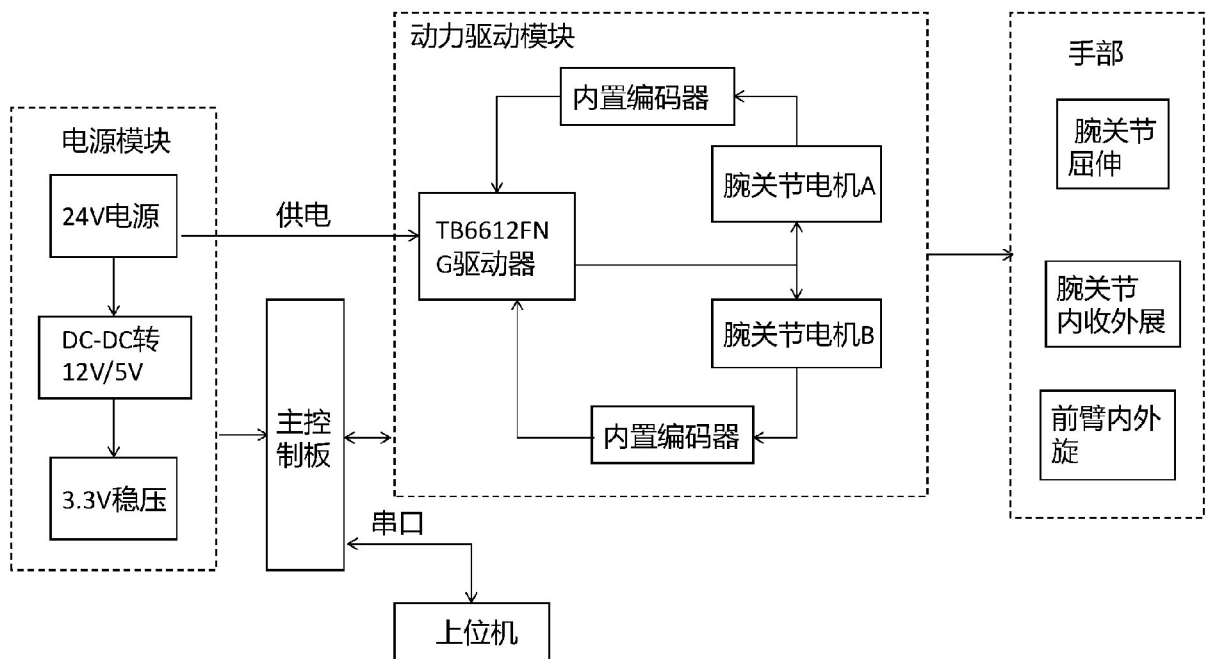 电源模块
24V电源
DC-DC转
12V/5V
3.3V稳压
供电
主控
制板
串口
上位机
动力驱动模块
内置编码器
TB6612FN
G驱动器
腕关节电机A
腕关节电机B
内置编码器
手部
腕关节
屈伸
腕关节
内收外展
前臂内外
旋